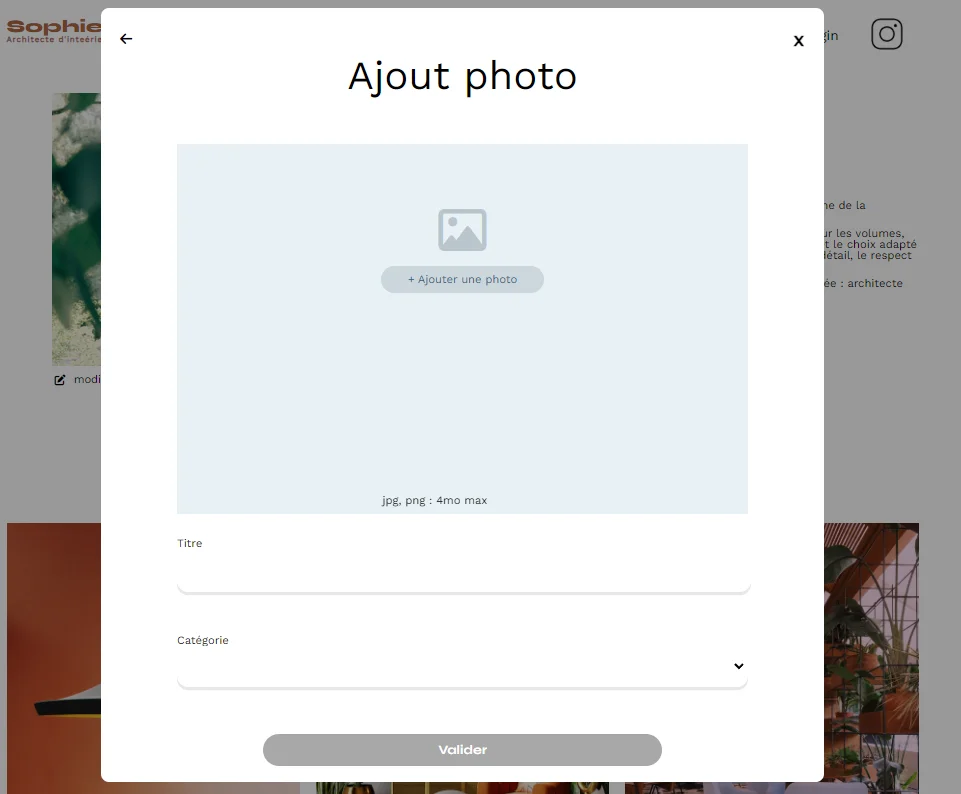 Sophie
Architecte d'inteérie
gin
X
Ajout photo
+ Ajouter une photo
jpg, png : 4mo max
ne de la
ur les volumes,
t le choix adapté
détail, le respect
ée : architecte
modi
Titre
Catégorie
Valider